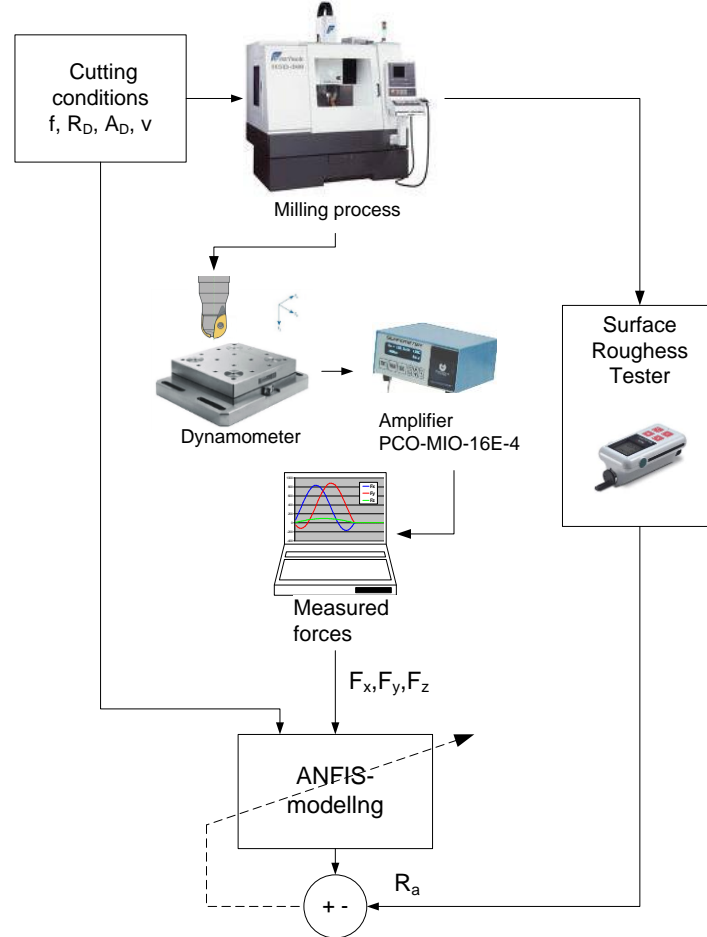 Cutting
conditions
f, R_D, A_D, v
Milling process
Surface
Roughess
Tester
Dynamometer
Amplifier
PCO-MIO-16E-4
Measured
forces
F_x,F_y,F_z
ANFIS-
modellng
R_a
+ -